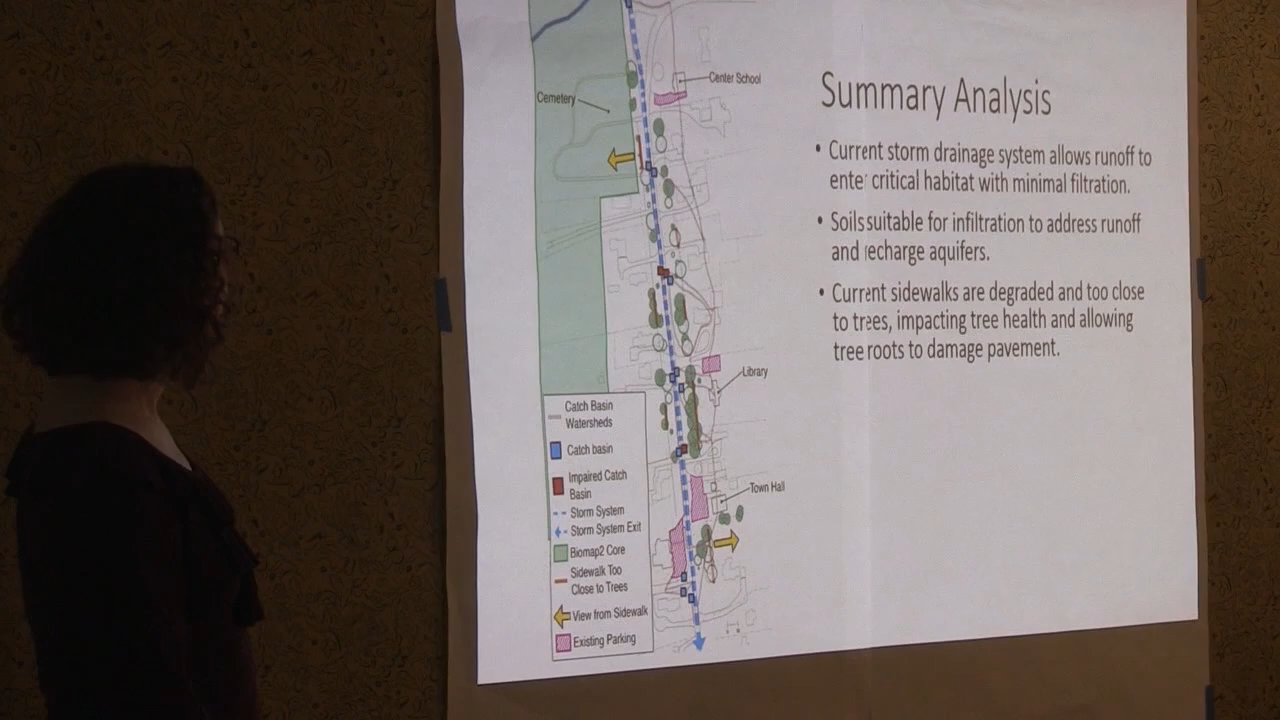 Center School
Cemetery
Library
Town Hall
Catch Basin
Watersheds
Catch basin
Impaired Catch
Basin
Storm System
Storm System Exit
Biomap2 Core
Sidewalk Too
Close to Trees
View from Sidewalk
Existing Parking
Summary Analysis
• Current storm drainage system allows runoff to
enter critical habitat with minimal filtration.
• Soils suitable for infiltration to address runoff
and recharge aquifers.
• Current sidewalks are degraded and too close
to trees, impacting tree health and allowing
tree roots to damage pavement.